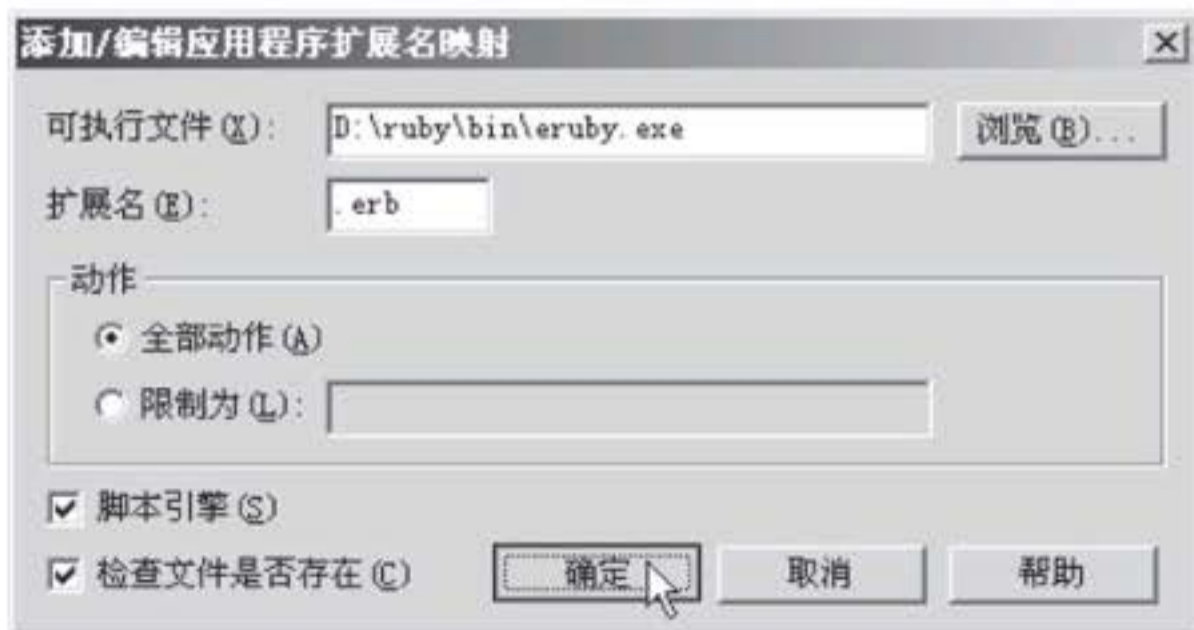 添加/编辑应用程序扩展名映射
可执行文件(X): D:\ruby\bin\eruby.exe 浏览(B)...
扩展名(E): .erb
动作
全部动作(A)
限制为(L):
脚本引擎(S)
检查文件是否存在(C) 确定 取消 帮助